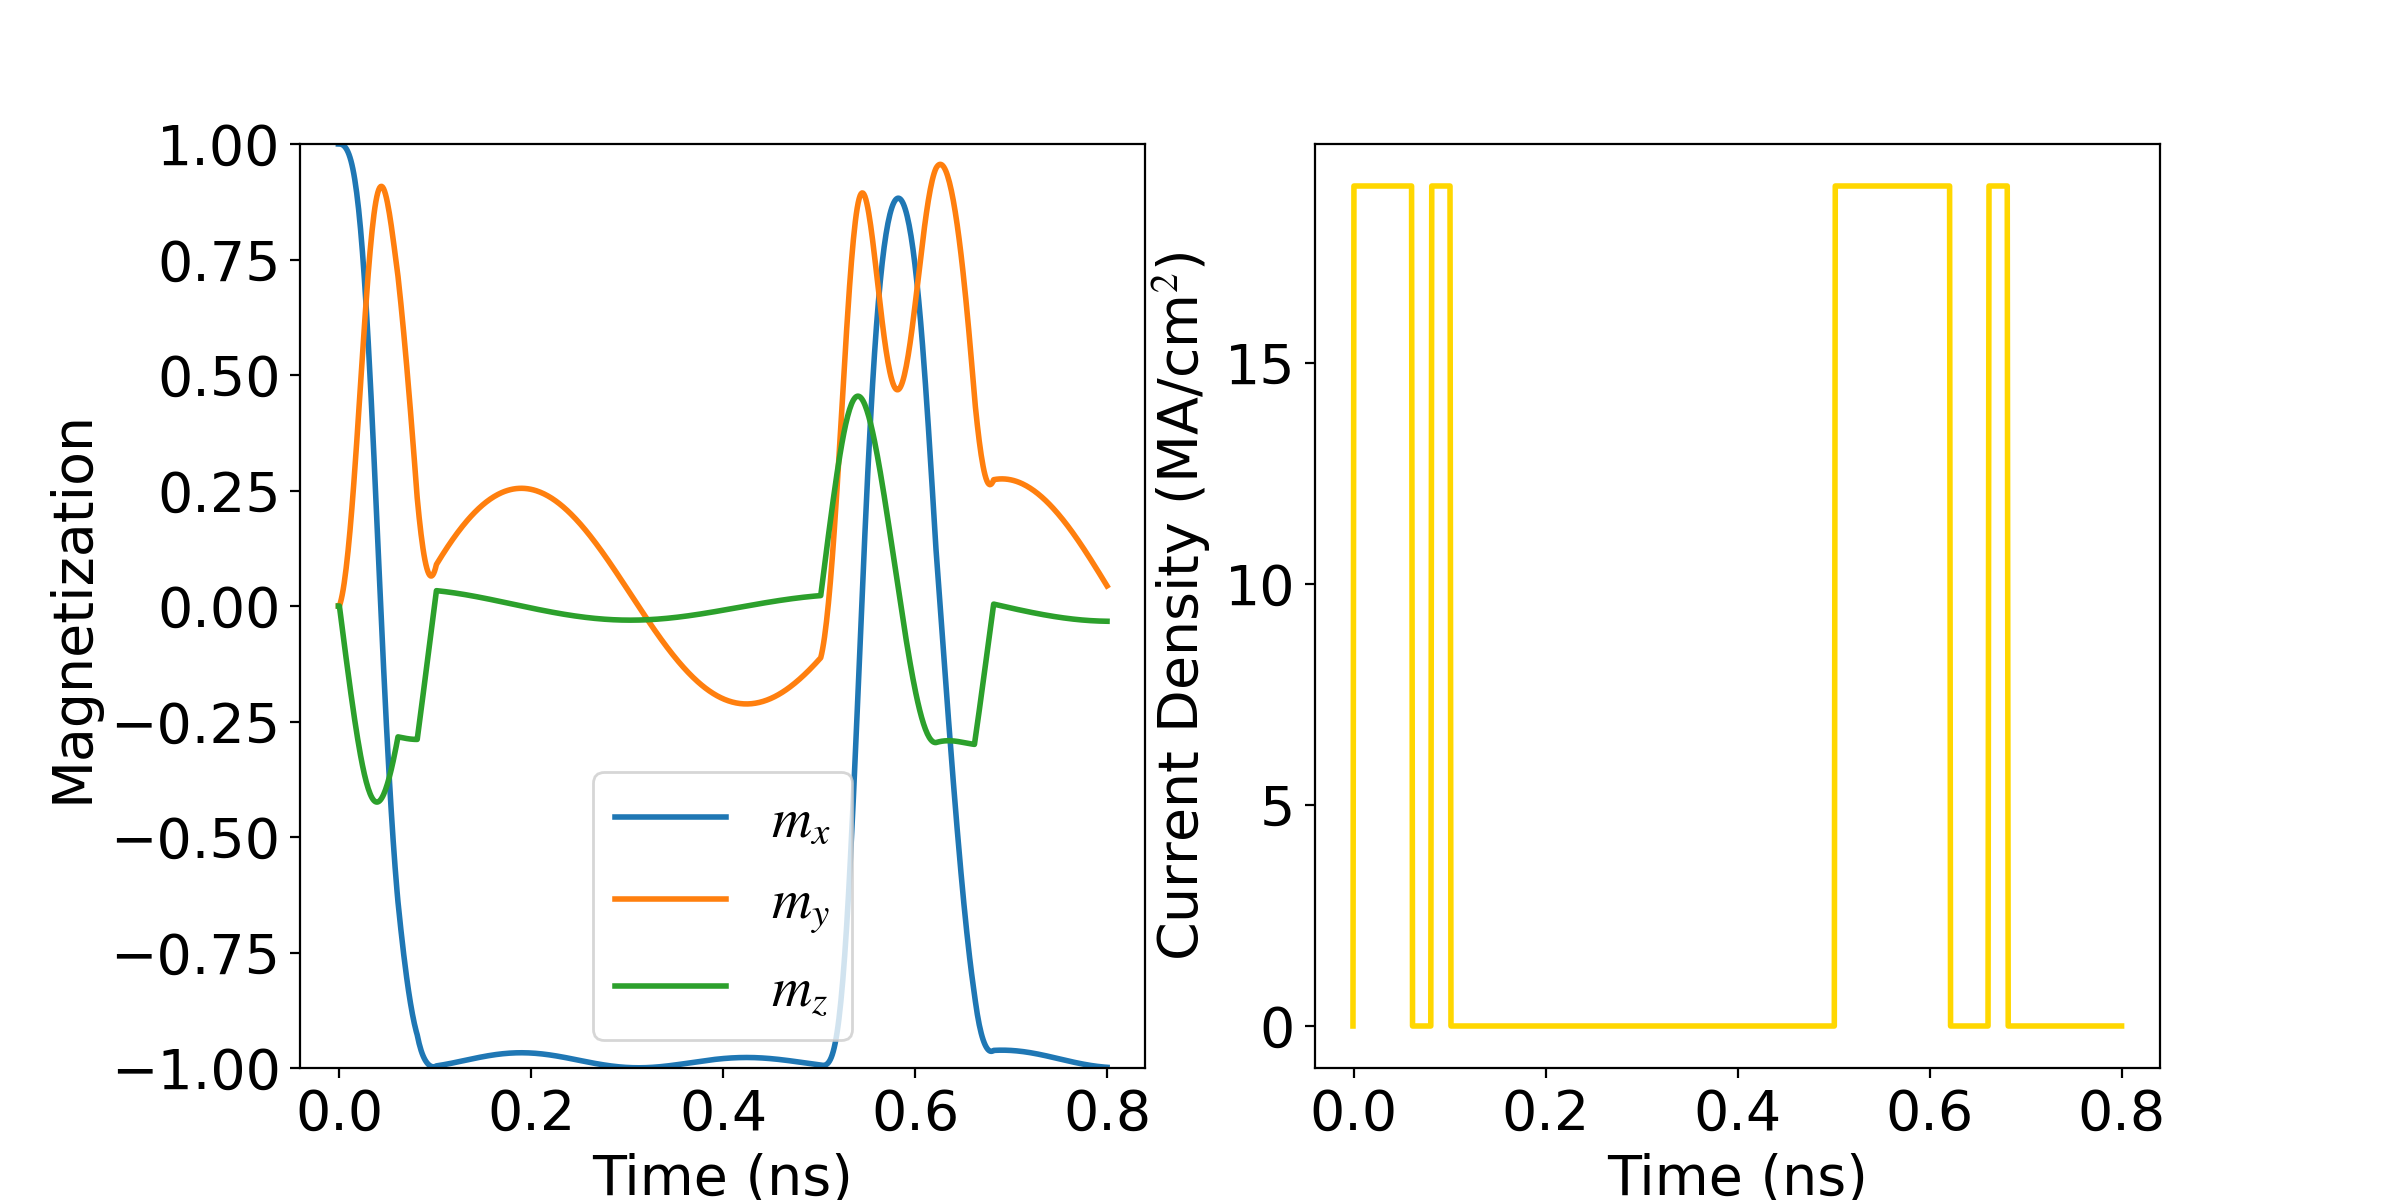 1.00
0.75
0.50
0.25
0.00
−0.25
−0.50
−0.75
−1.00
Magnetization
0.0 0.2 0.4 0.6 0.8
Time (ns)
m_x
m_y
m_z
15
10
5
0
Current Density (MA/cm²)
0.0 0.2 0.4 0.6 0.8
Time (ns)